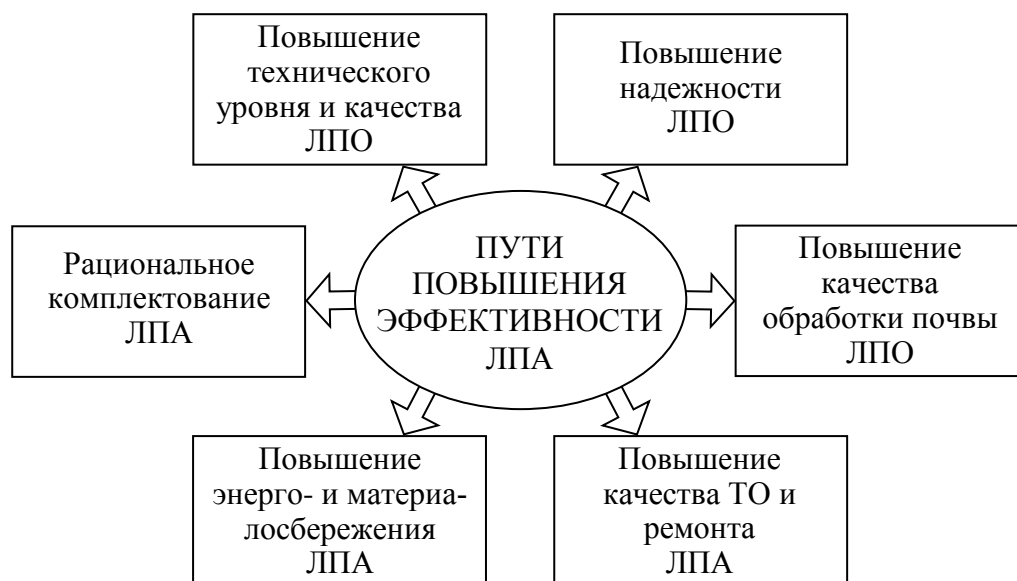 Повышение
технического
уровня и качества
ЛПО
Повышение
надежности
ЛПО
Рациональное
комплектование
ЛПА
ПУТИ
ПОВЫШЕНИЯ
ЭФФЕКТИВНОСТИ
ЛПА
Повышение
качества
обработки почвы
ЛПО
Повышение
энерго- и материа-
лосбережения
ЛПА
Повышение
качества ТО и
ремонта
ЛПА